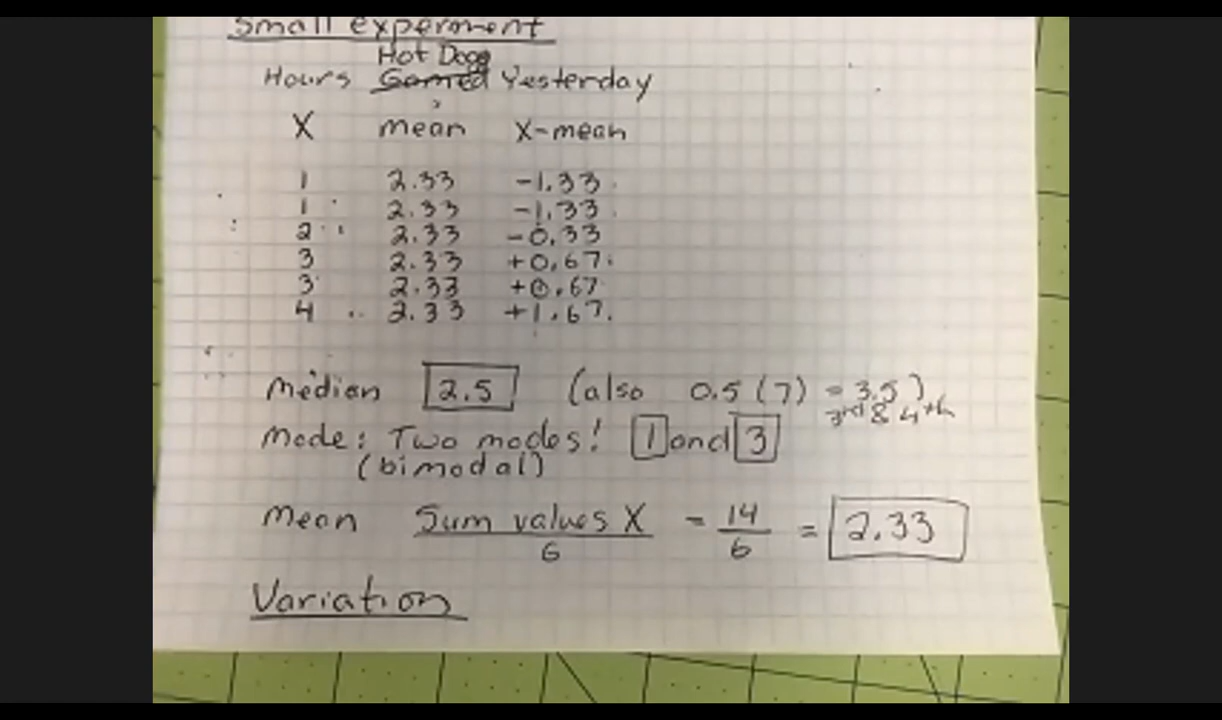 Small experment
Hot Dogs
Hours Gamed Yesterday
X mean X-mean
1 2.33 -1.33
1 2.33 -1.33
2 2.33 -0.33
3 2.33 +0.67
3 2.33 +0.67
4 2.33 +1.67
Median 2.5 (also 0.5(7) = 3.5)
3rd & 4th
Mode: Two modes! 1 and 3
(bimodal)
Mean Sum values X = 14 = 2.33
6 6
Variation